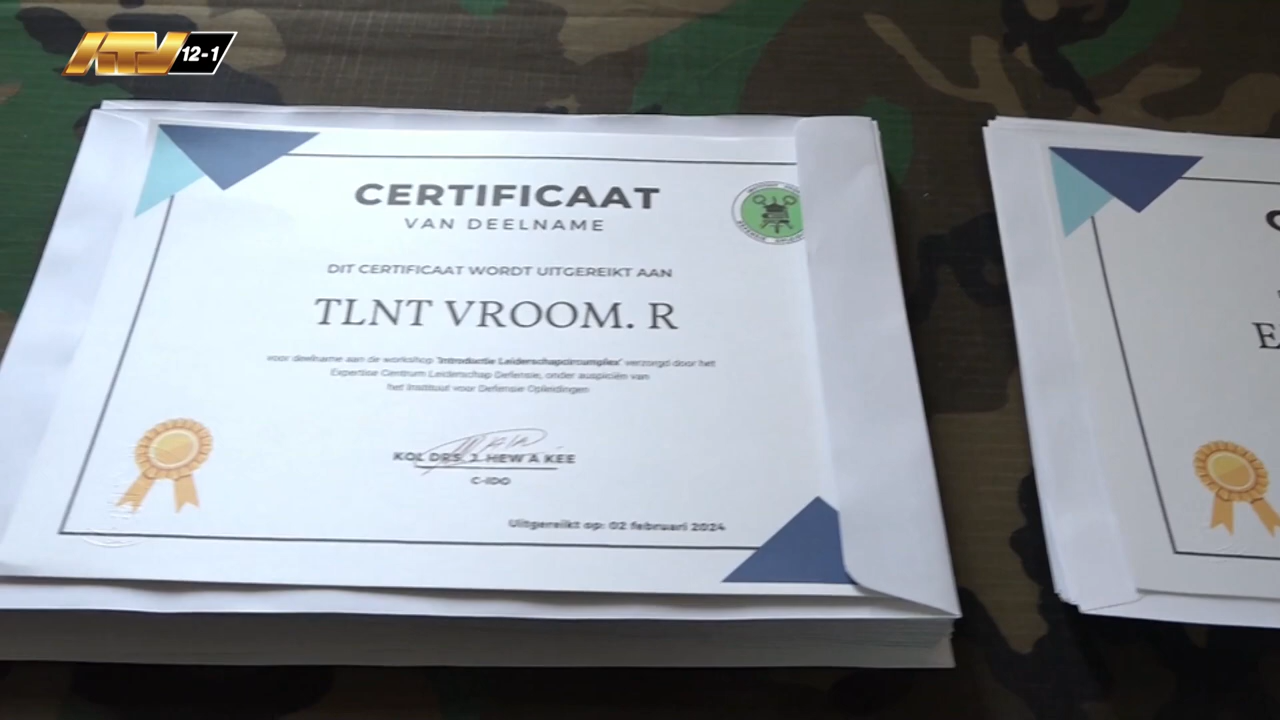 ATV 12-1
CERTIFICAAT
VAN DEELNAME
DIT CERTIFICAAT WORDT UITGEREIKT AAN
TLNT VROOM. R
voor deelname aan de workshop 'Introductie Leiderschapcircumplex' verzorgd door het
Expertise Centrum Leiderschap Defensie, onder auspiciën van
het Instituut voor Defensie Opleidingen
KOL DRS. J. HEW A KEE
C-IDO
Uitgereikt op: 02 februari 2024
C
E